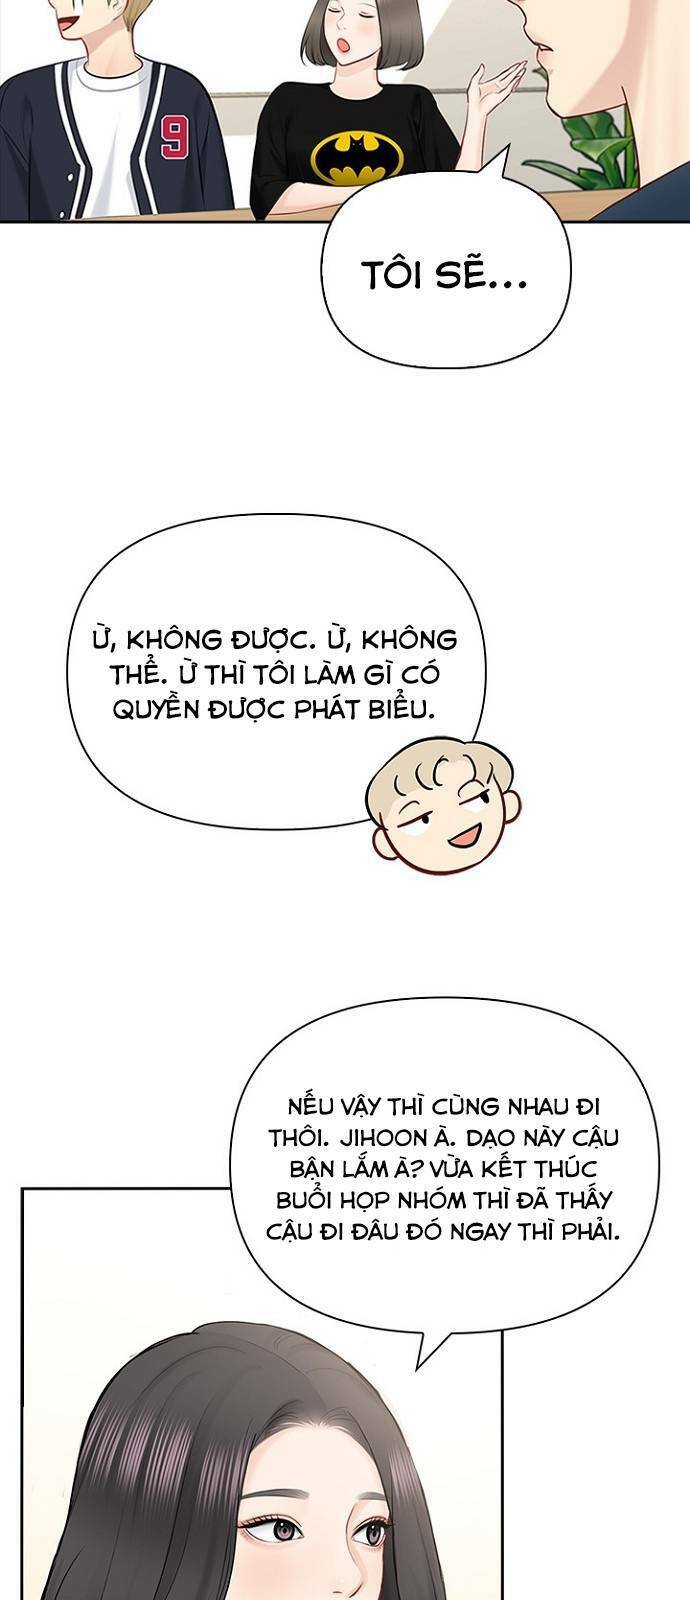 9
TÔI SẼ...
Ừ, KHÔNG ĐƯỢC. Ừ, KHÔNG
THỂ. Ừ THÌ TÔI LÀM GÌ CÓ
QUYỀN ĐƯỢC PHÁT BIỂU.
NẾU VẬY THÌ CÙNG NHAU ĐI
THÔI. JIHOON À. DẠO NÀY CẬU
BẬN LẮM À? VỪA KẾT THÚC
BUỔI HỌP NHÓM THÌ ĐÃ THẤY
CẬU ĐI ĐÂU ĐÓ NGAY THÌ PHẢI.